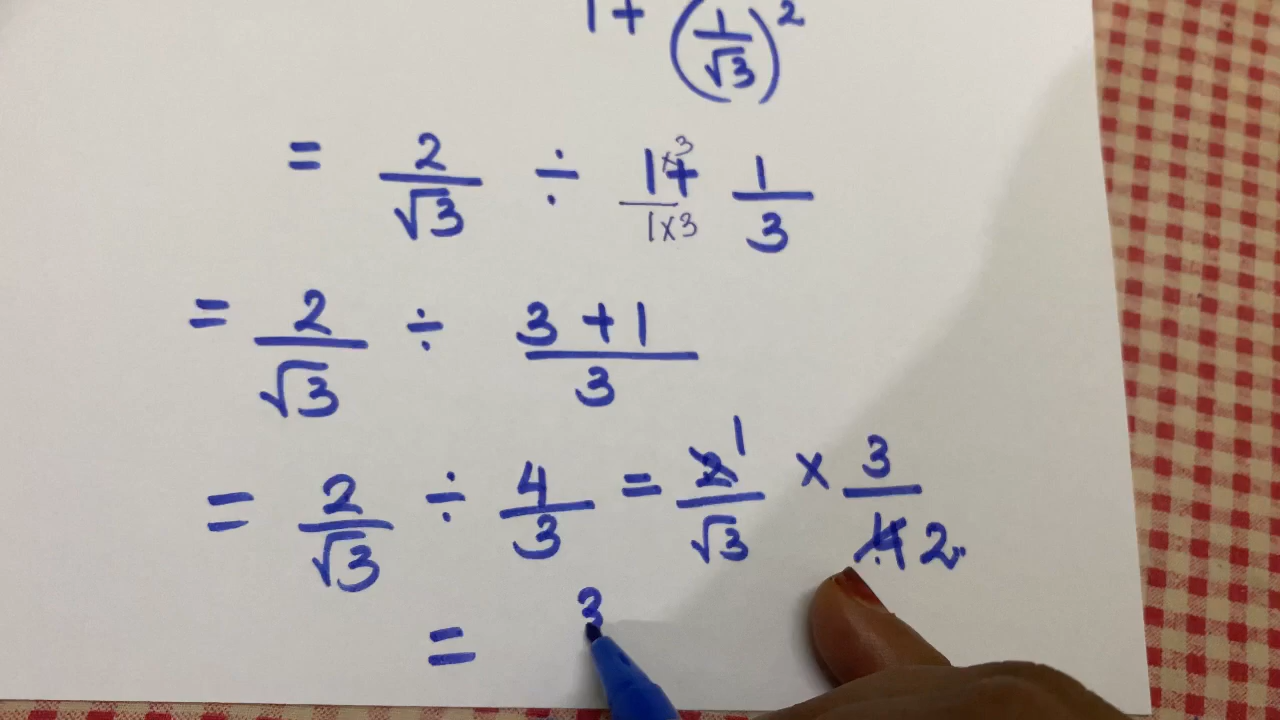 1 + (1/√3)²
= 2/√3 ÷ 1×3/1×3 + 1/3
= 2/√3 ÷ 3+1/3
= 2/√3 ÷ 4/3 = 2 1/√3 × 3/4 2
= 3